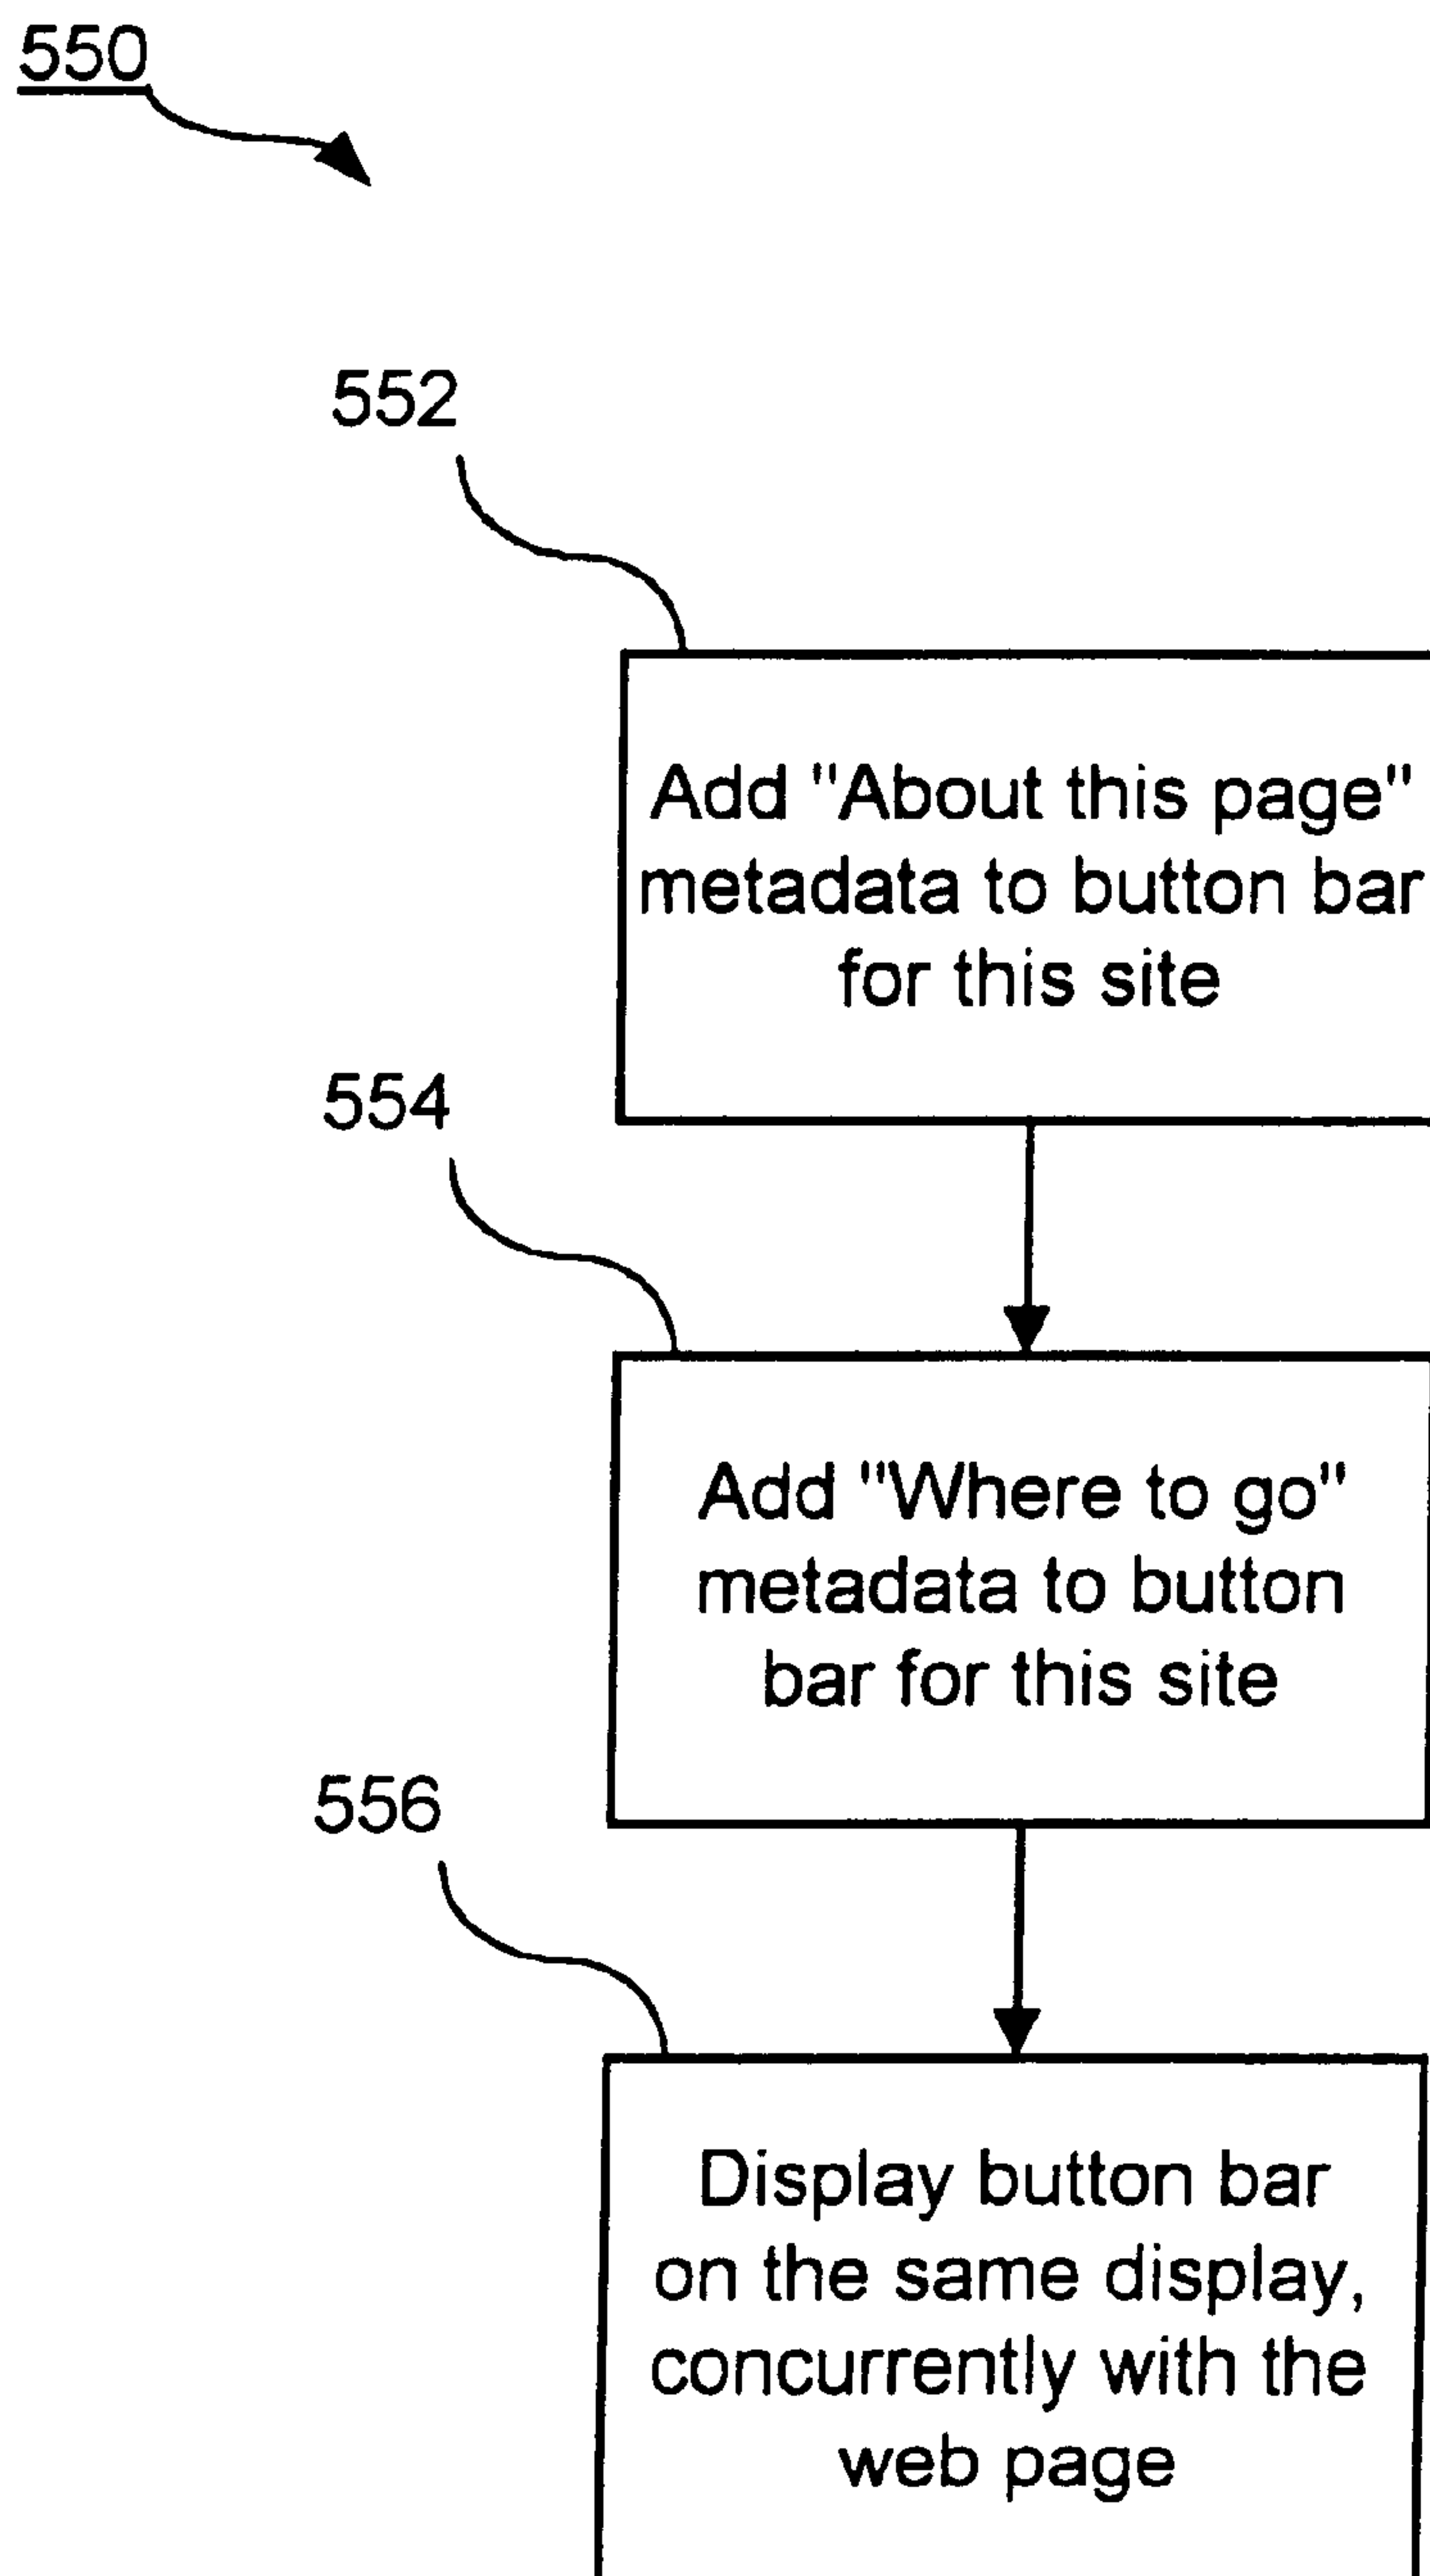 550
552
Add "About this page"
metadata to button bar
for this site
554
Add "Where to go"
metadata to button
bar for this site
556
Display button bar
on the same display,
concurrently with the
web page